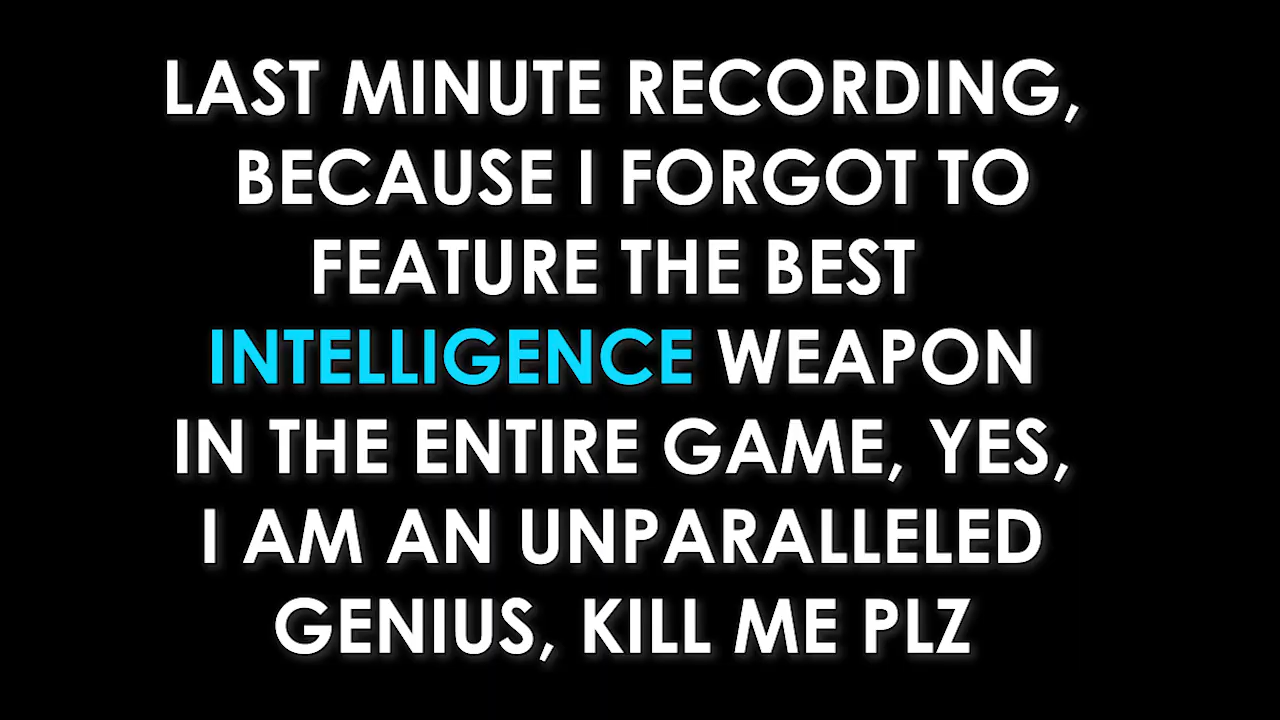 LAST MINUTE RECORDING,
BECAUSE I FORGOT TO
FEATURE THE BEST
INTELLIGENCE WEAPON
IN THE ENTIRE GAME, YES,
I AM AN UNPARALLELED
GENIUS, KILL ME PLZ